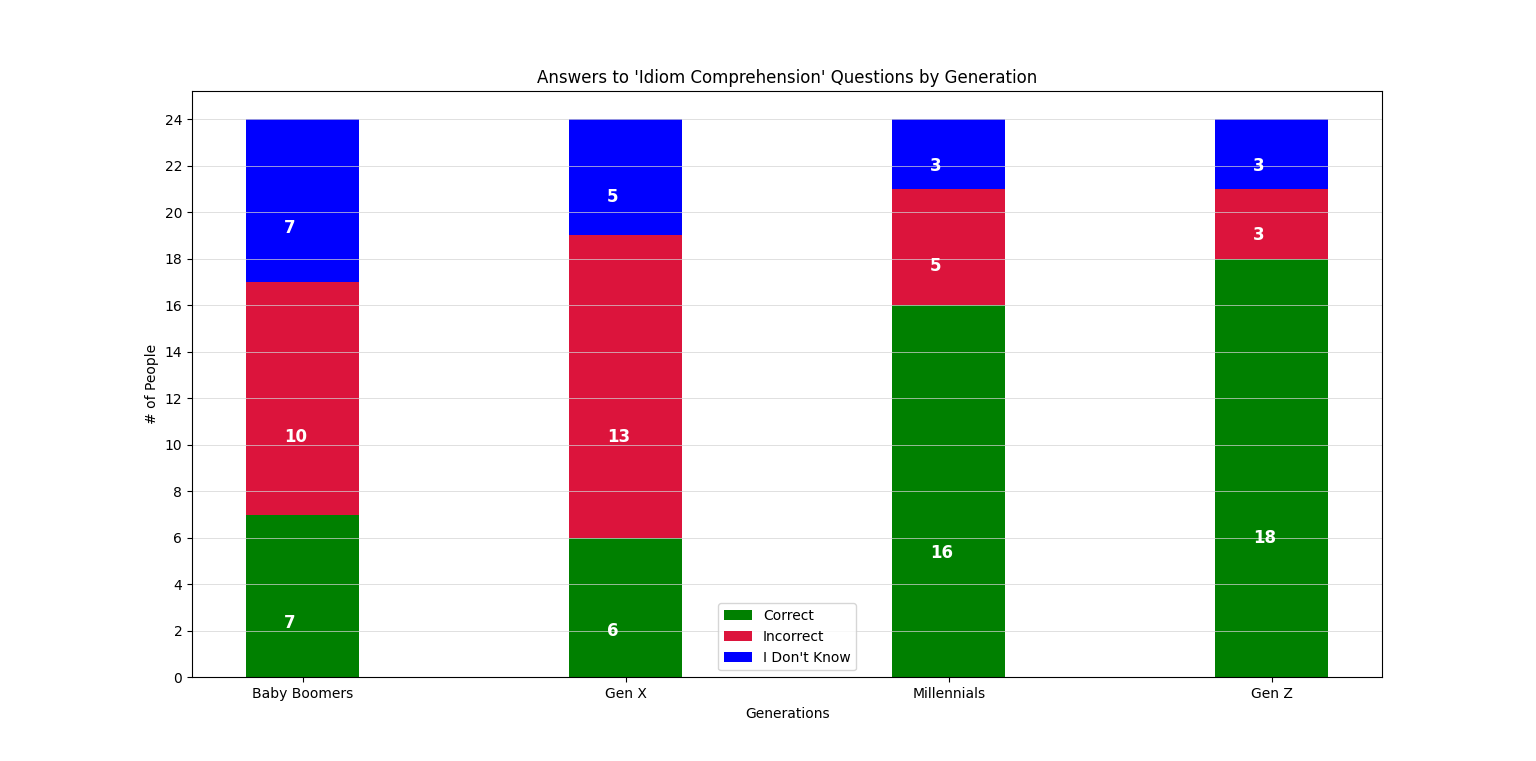 Answers to 'Idiom Comprehension' Questions by Generation
# of People
24
22
20
18
16
14
12
10
8
6
4
2
0
7
10
7
5
13
6
3
5
16
3
3
18
Correct
Incorrect
I Don't Know
Baby Boomers
Gen X
Millennials
Gen Z
Generations